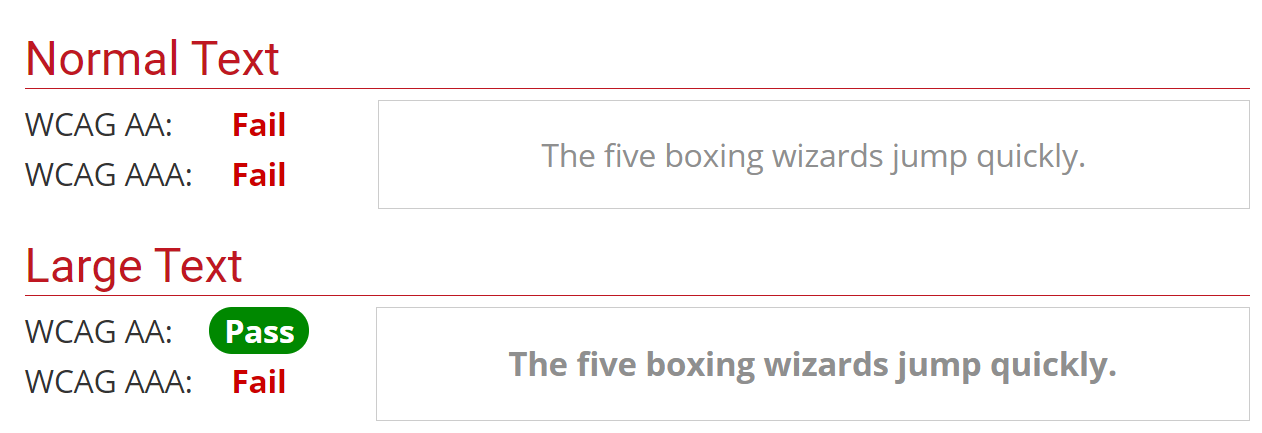 Normal Text
WCAG AA: Fail
WCAG AAA: Fail
The five boxing wizards jump quickly.
Large Text
WCAG AA: Pass
WCAG AAA: Fail
The five boxing wizards jump quickly.